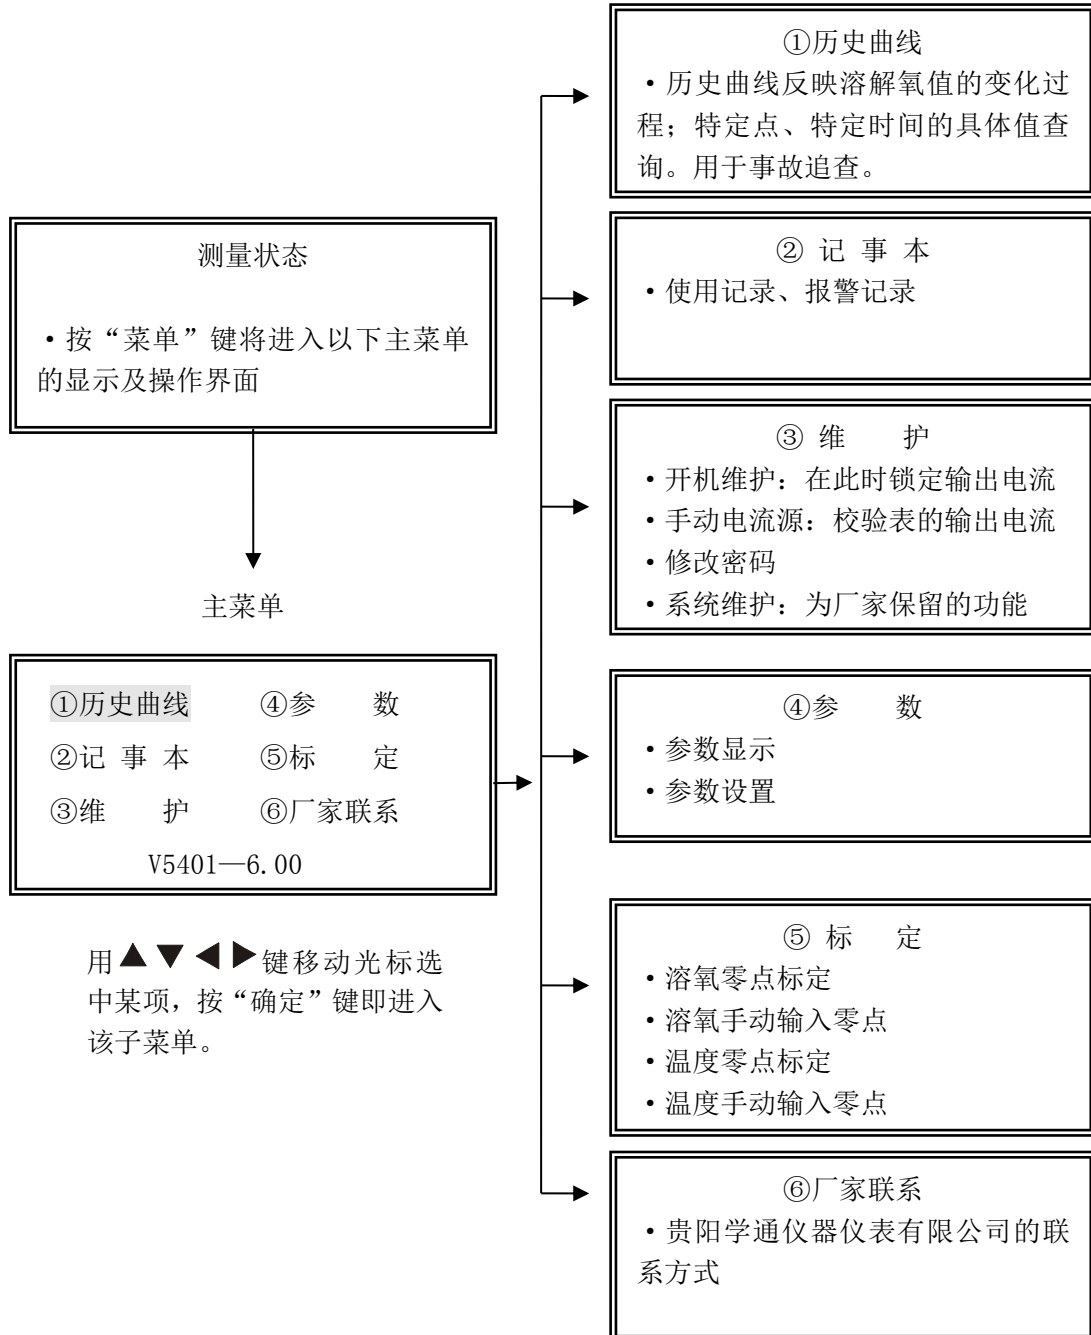 测量状态
·按“菜单”键将进入以下主菜单
的显示及操作界面
主菜单
①历史曲线 ④参 数
②记 事 本 ⑤标 定
③维 护 ⑥厂家联系
V5401—6.00
用▲▼◀▶键移动光标选
中某项，按“确定”键即进入
该子菜单。
①历史曲线
·历史曲线反映溶解氧值的变化过
程；特定点、特定时间的具体值查
询。用于事故追查。
② 记 事 本
·使用记录、报警记录
③ 维 护
·开机维护：在此时锁定输出电流
·手动电流源：校验表的输出电流
·修改密码
·系统维护：为厂家保留的功能
④参 数
·参数显示
·参数设置
⑤ 标 定
·溶氧零点标定
·溶氧手动输入零点
·温度零点标定
·温度手动输入零点
⑥厂家联系
·贵阳学通仪器仪表有限公司的联
系方式